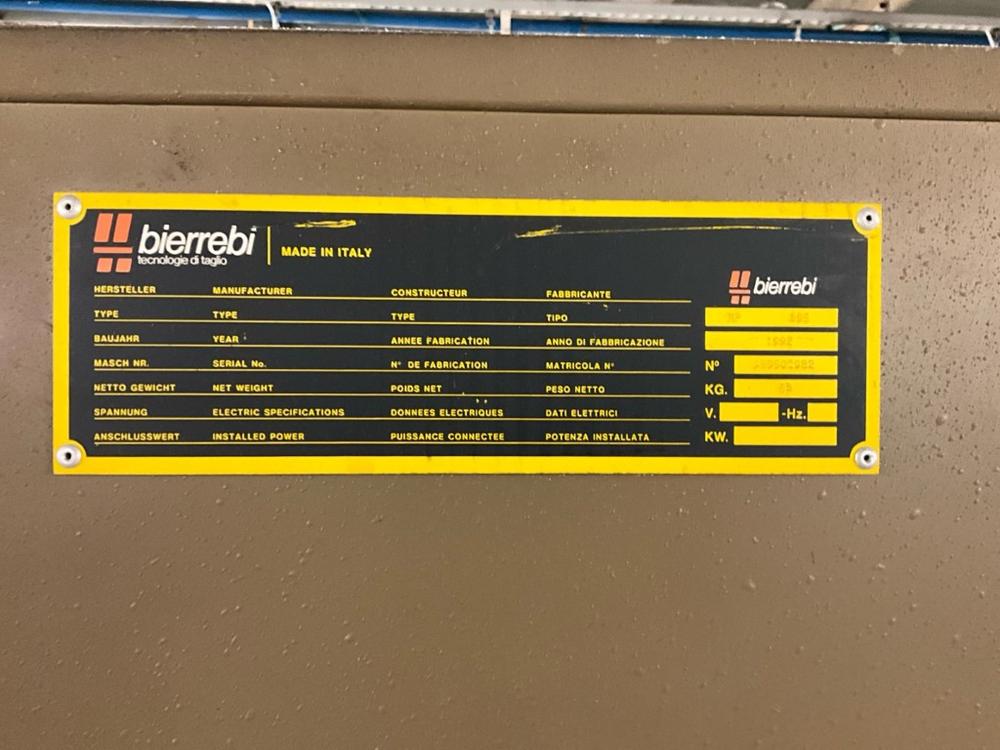 bierrebi
tecnologie di taglio
MADE IN ITALY
bierrebi
HERSTELLER MANUFACTURER CONSTRUCTEUR FABBRICANTE
TYPE TYPE TYPE TIPO
BAUJAHR YEAR ANNEE FABRICATION ANNO DI FABBRICAZIONE 1992
MASCH NR. SERIAL No. N° DE FABRICATION MATRICOLA N° Nº
NETTO GEWICHT NET WEIGHT POIDS NET PESO NETTO KG.
SPANNUNG ELECTRIC SPECIFICATIONS DONNEES ELECTRIQUES DATI ELETTRICI V. -Hz.
ANSCHLUSSWERT INSTALLED POWER PUISSANCE CONNECTEE POTENZA INSTALLATA KW.